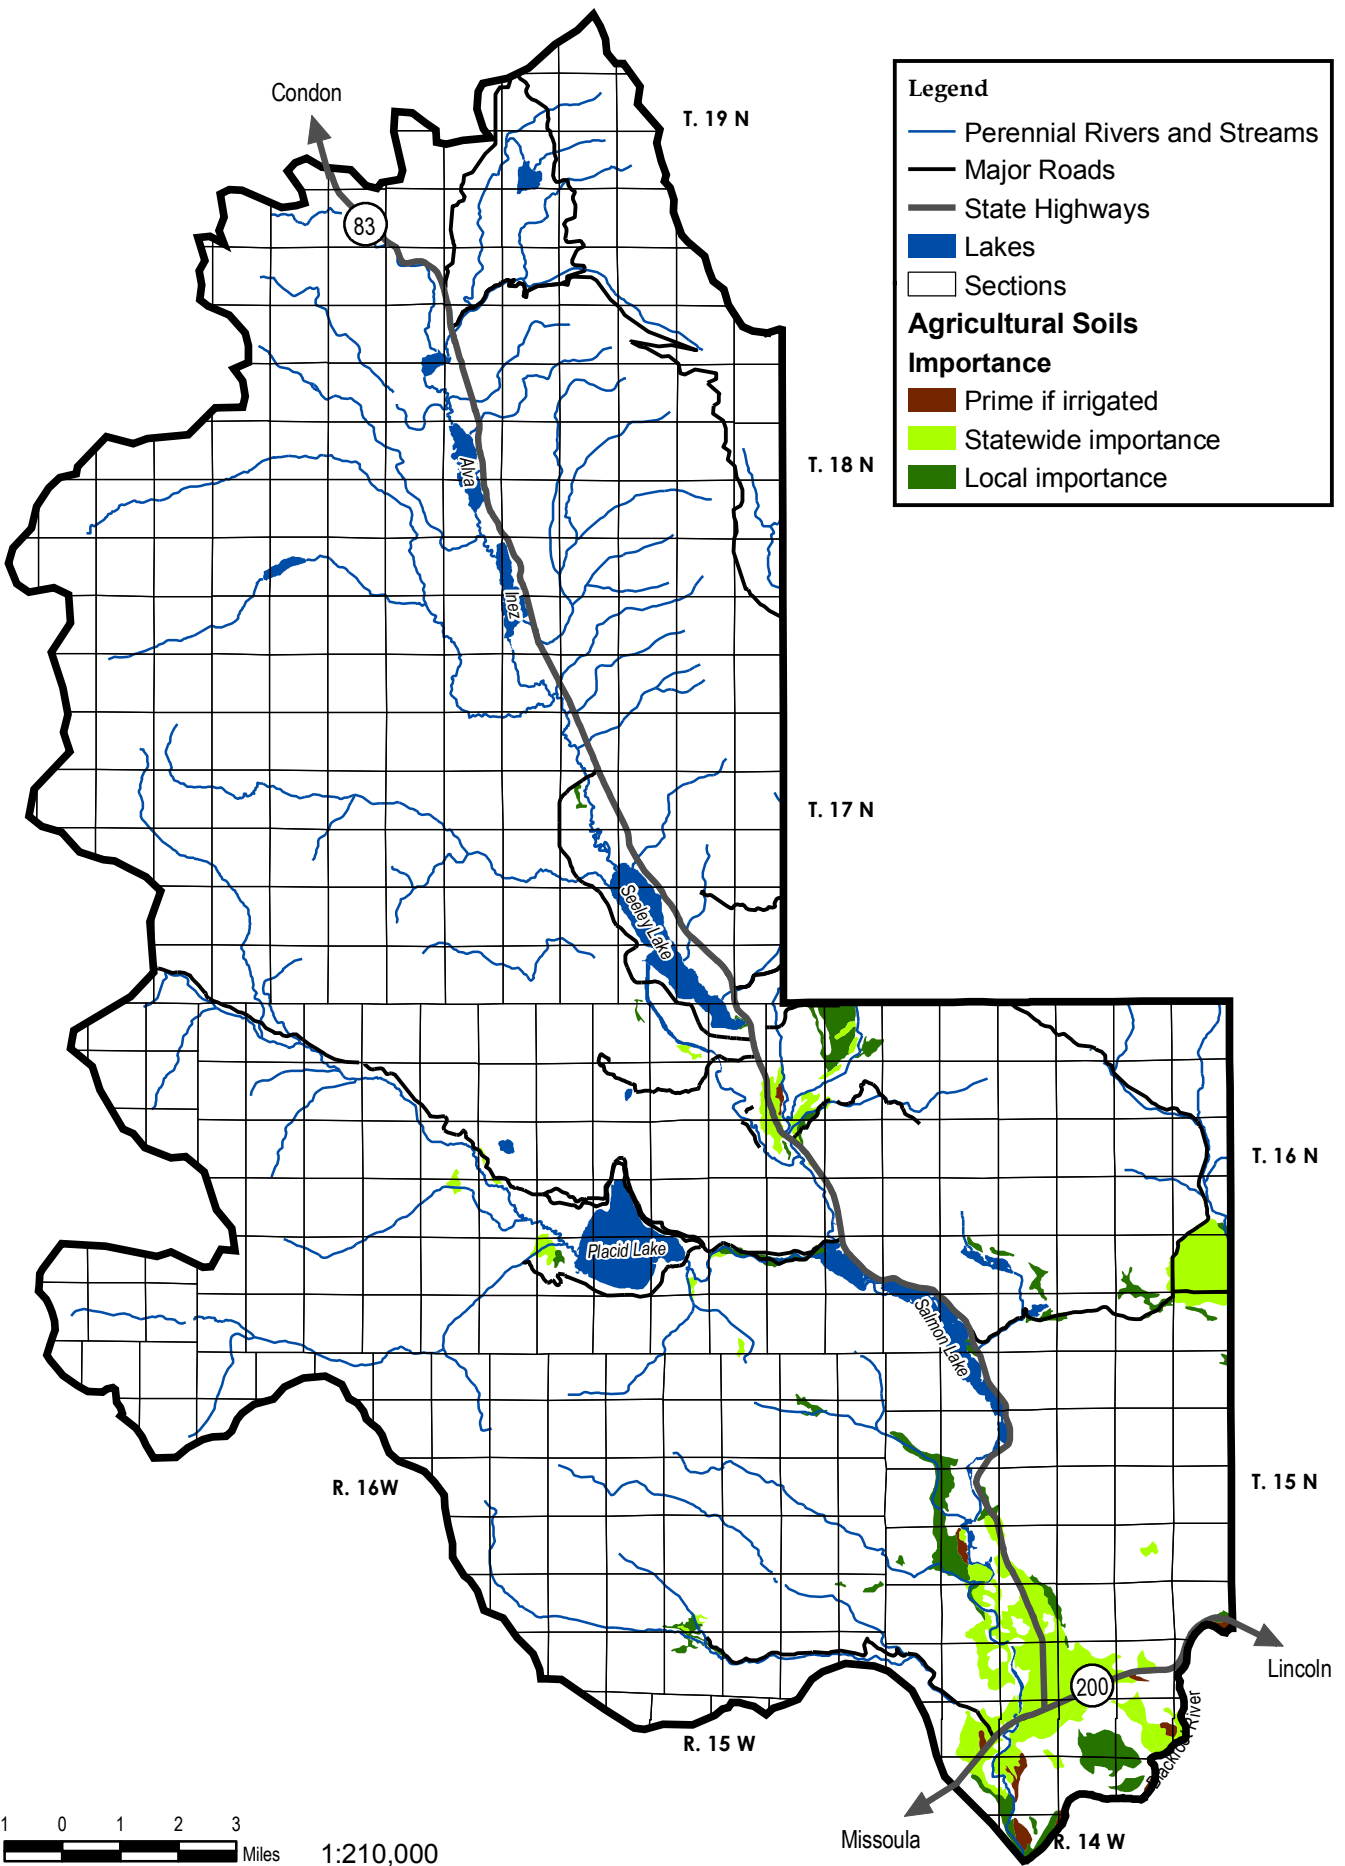 Legend
Perennial Rivers and Streams
Major Roads
State Highways
Lakes
Sections
Agricultural Soils
Importance
Prime if irrigated
Statewide importance
Local importance
Condon
83
T. 19 N
T. 18 N
Alva
Inez
T. 17 N
Seeley Lake
T. 16 N
Placid Lake
Salmon Lake
T. 15 N
R. 16W
Lincoln
200
Blackfoot River
R. 15 W
Missoula
R. 14 W
1 0 1 2 3
Miles
1:210,000